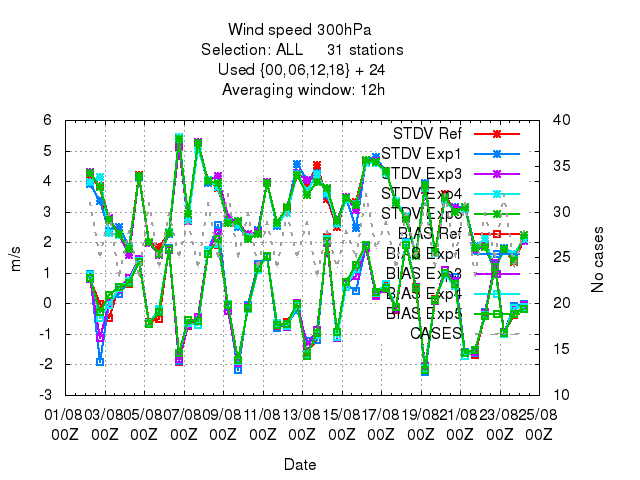 Wind speed 300hPa
Selection: ALL 31 stations
Used {00,06,12,18} + 24
Averaging window: 12h
6
5
4
3
2
1
0
-1
-2
-3
m/s
40
35
30
25
20
15
10
No cases
STDV Ref
STDV Exp1
STDV Exp3
STDV Exp4
STDV Exp5
BIAS Ref
BIAS Exp1
BIAS Exp3
BIAS Exp4
BIAS Exp5
CASES
01/08 03/08 05/08 07/08 09/08 11/08 13/08 15/08 17/08 19/08 21/08 23/08 25/08
00Z 00Z 00Z 00Z 00Z 00Z 00Z 00Z 00Z 00Z 00Z 00Z 00Z
Date